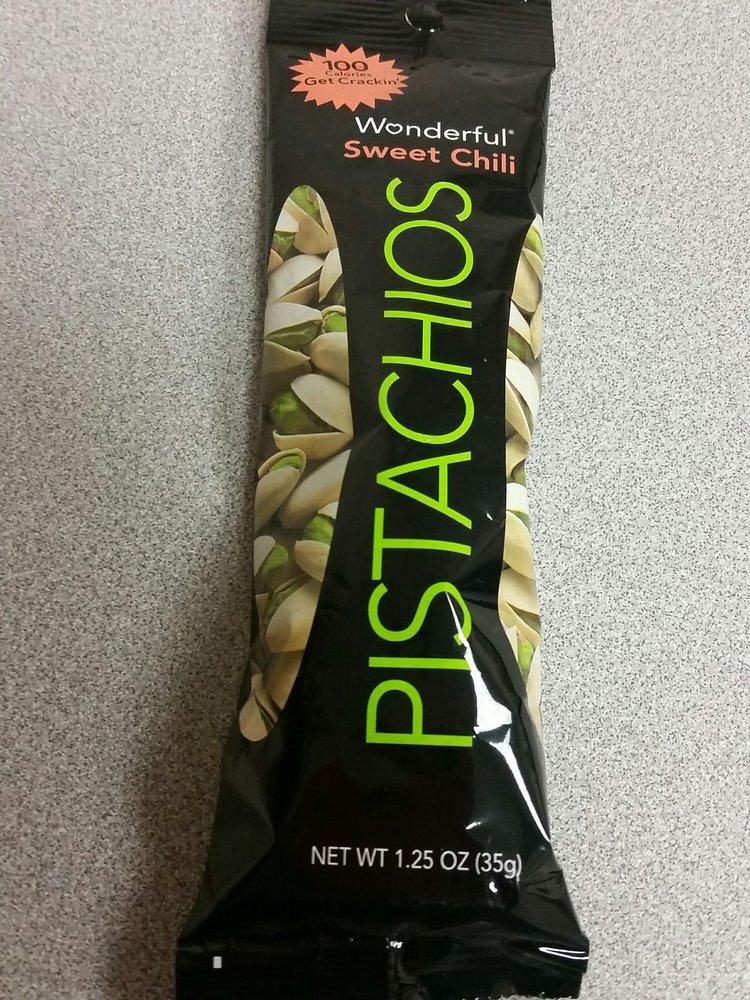 100
Calories
Get Crackin'
Wonderful®
Sweet Chili
PISTACHIOS
NET WT 1.25 OZ (35g)